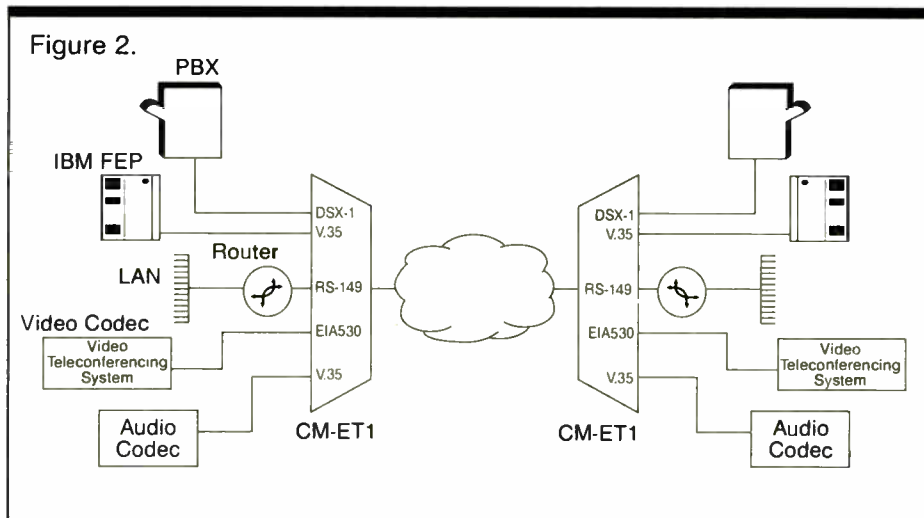 Figure 2.
PBX
IBM FEP
DSX-1
V.35
Router
LAN
RS-149
Video Codec
EIA530
Video
Teleconferencing
System
V.35
Audio
Codec
CM-ET1
DSX-1
V.35
RS-149
EIA530
Video
Teleconferencing
System
V.35
Audio
Codec
CM-ET1